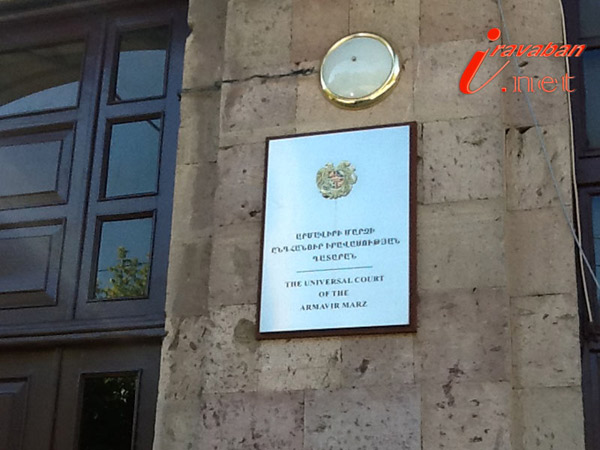 iravaban
.net
ԱՐՄԱՎԻՐԻ ՄԱՐԶԻ
ԸՆԴՀԱՆՈՒՐ ԻՐԱՎԱՍՈՒԹՅԱՆ
ԴԱՏԱՐԱՆ
THE UNIVERSAL COURT
OF THE
ARMAVIR MARZ